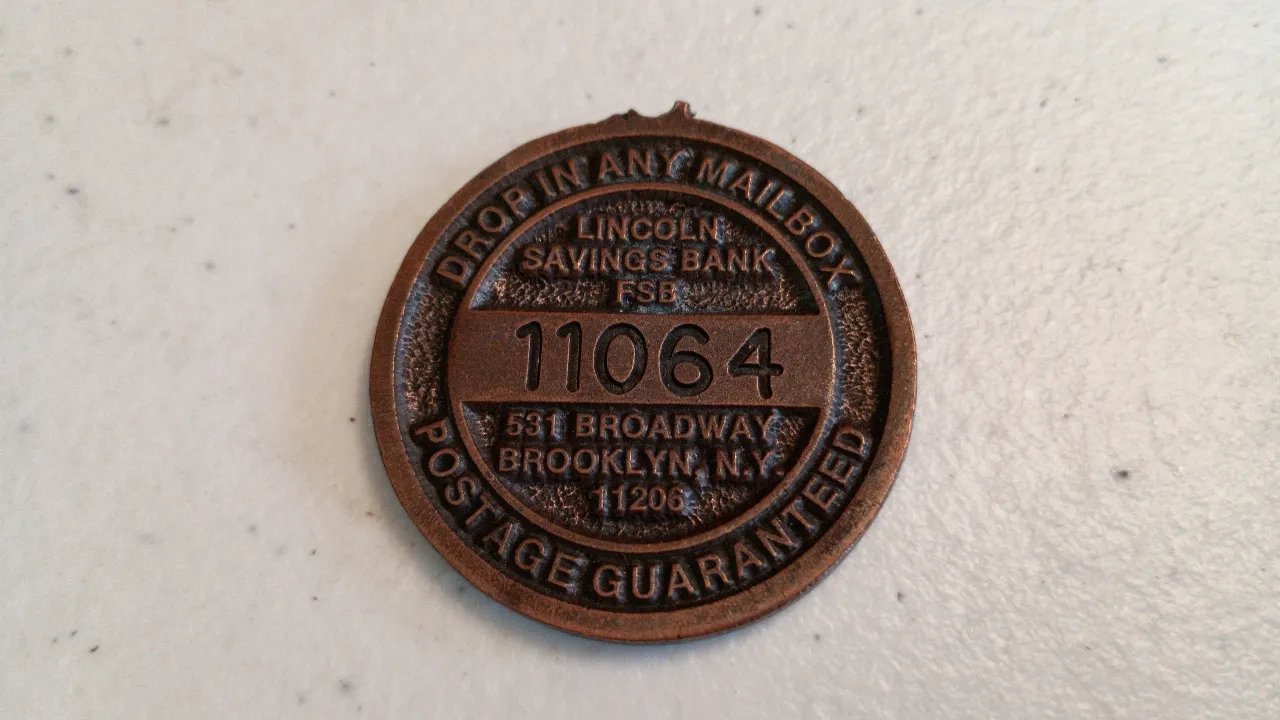 DROP IN ANY MAILBOX
LINCOLN
SAVINGS BANK
FSB
11064
531 BROADWAY
BROOKLYN, N.Y.
11206
POSTAGE GUARANTEED